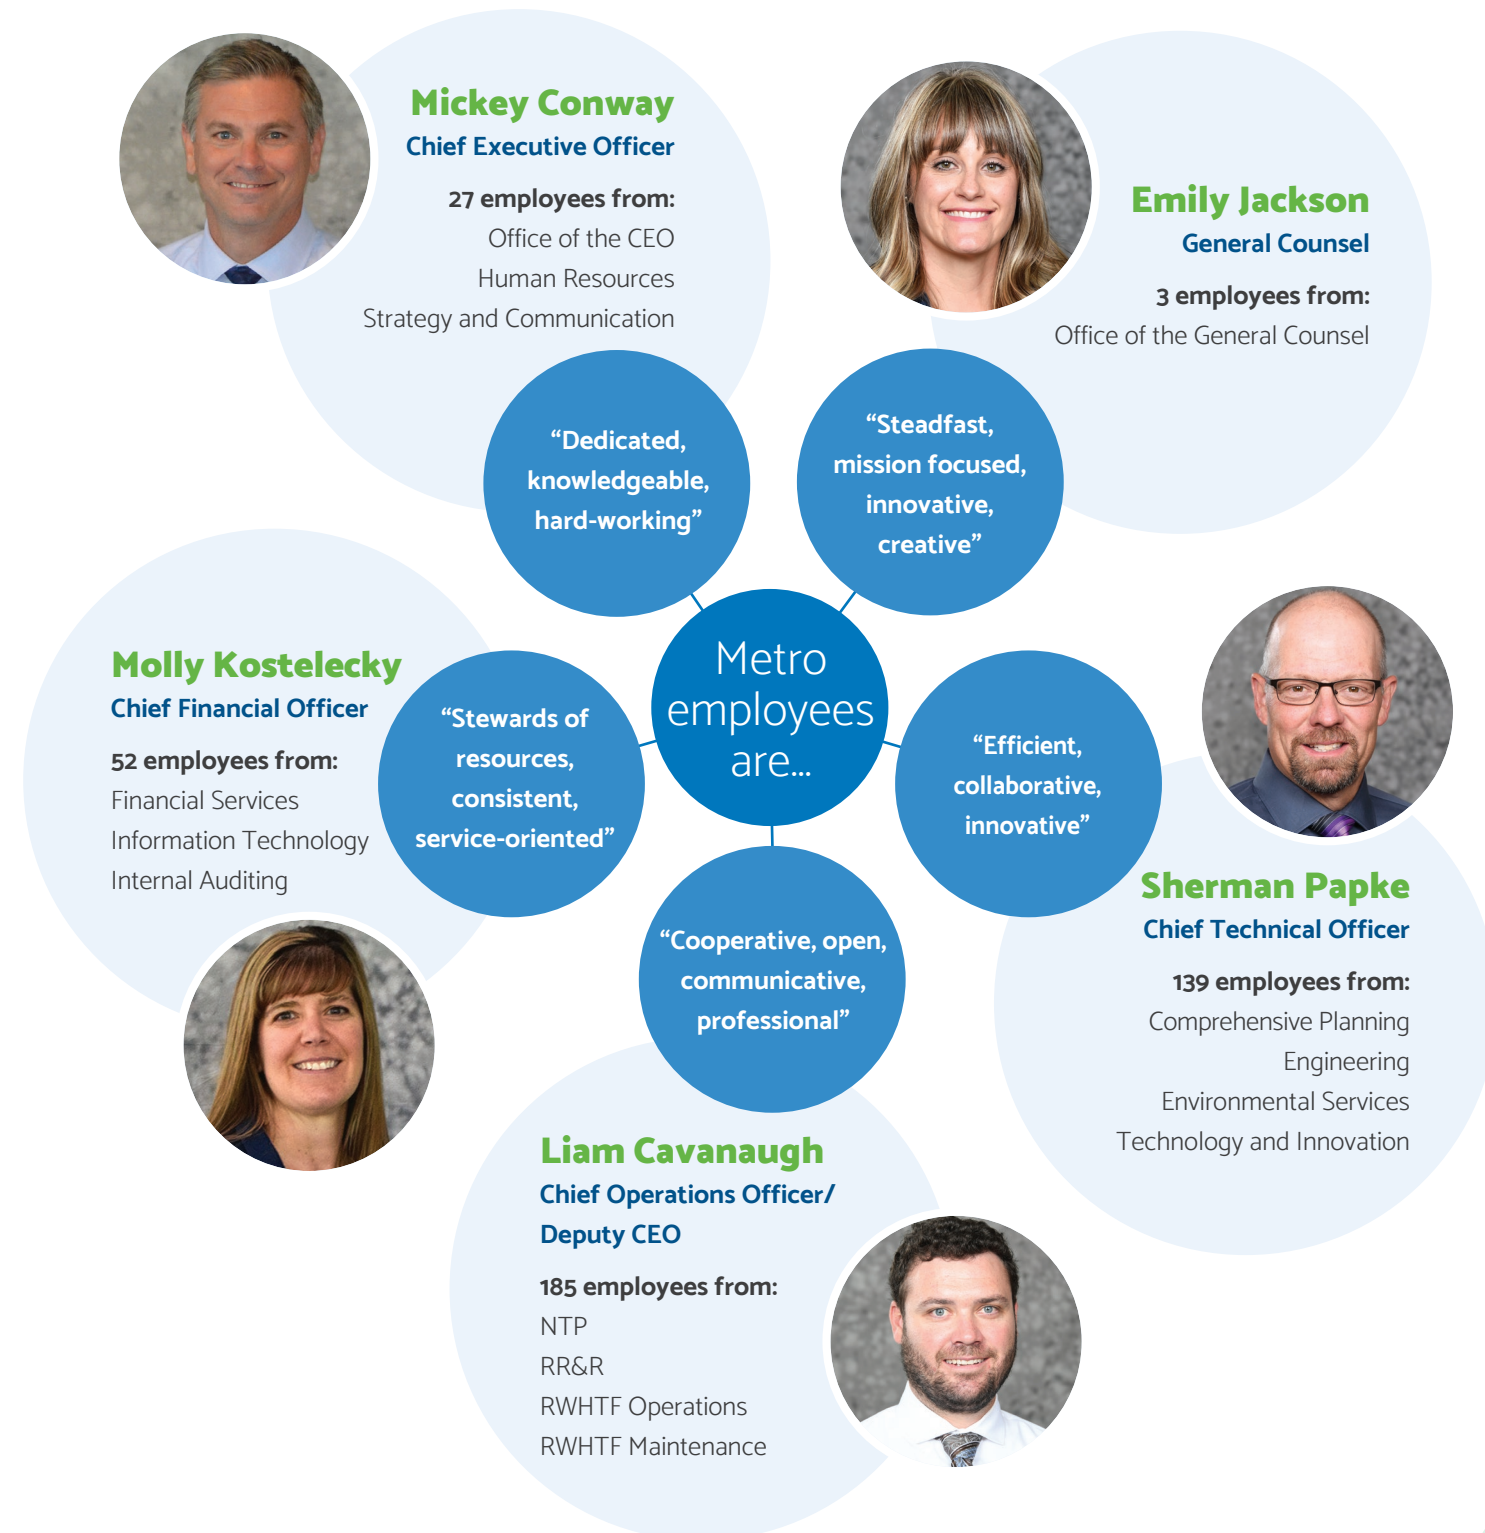 Mickey Conway
Chief Executive Officer
27 employees from:
Office of the CEO
Human Resources
Strategy and Communication
Emily Jackson
General Counsel
3 employees from:
Office of the General Counsel
“Dedicated,
knowledgeable,
hard-working”
“Steadfast,
mission focused,
innovative,
creative”
Metro
employees
are...
Molly Kostelecky
Chief Financial Officer
52 employees from:
Financial Services
Information Technology
Internal Auditing
“Stewards of
resources,
consistent,
service-oriented”
“Efficient,
collaborative,
innovative”
Sherman Papke
Chief Technical Officer
139 employees from:
Comprehensive Planning
Engineering
Environmental Services
Technology and Innovation
“Cooperative, open,
communicative,
professional”
Liam Cavanaugh
Chief Operations Officer/
Deputy CEO
185 employees from:
NTP
RR&R
RWHTF Operations
RWHTF Maintenance